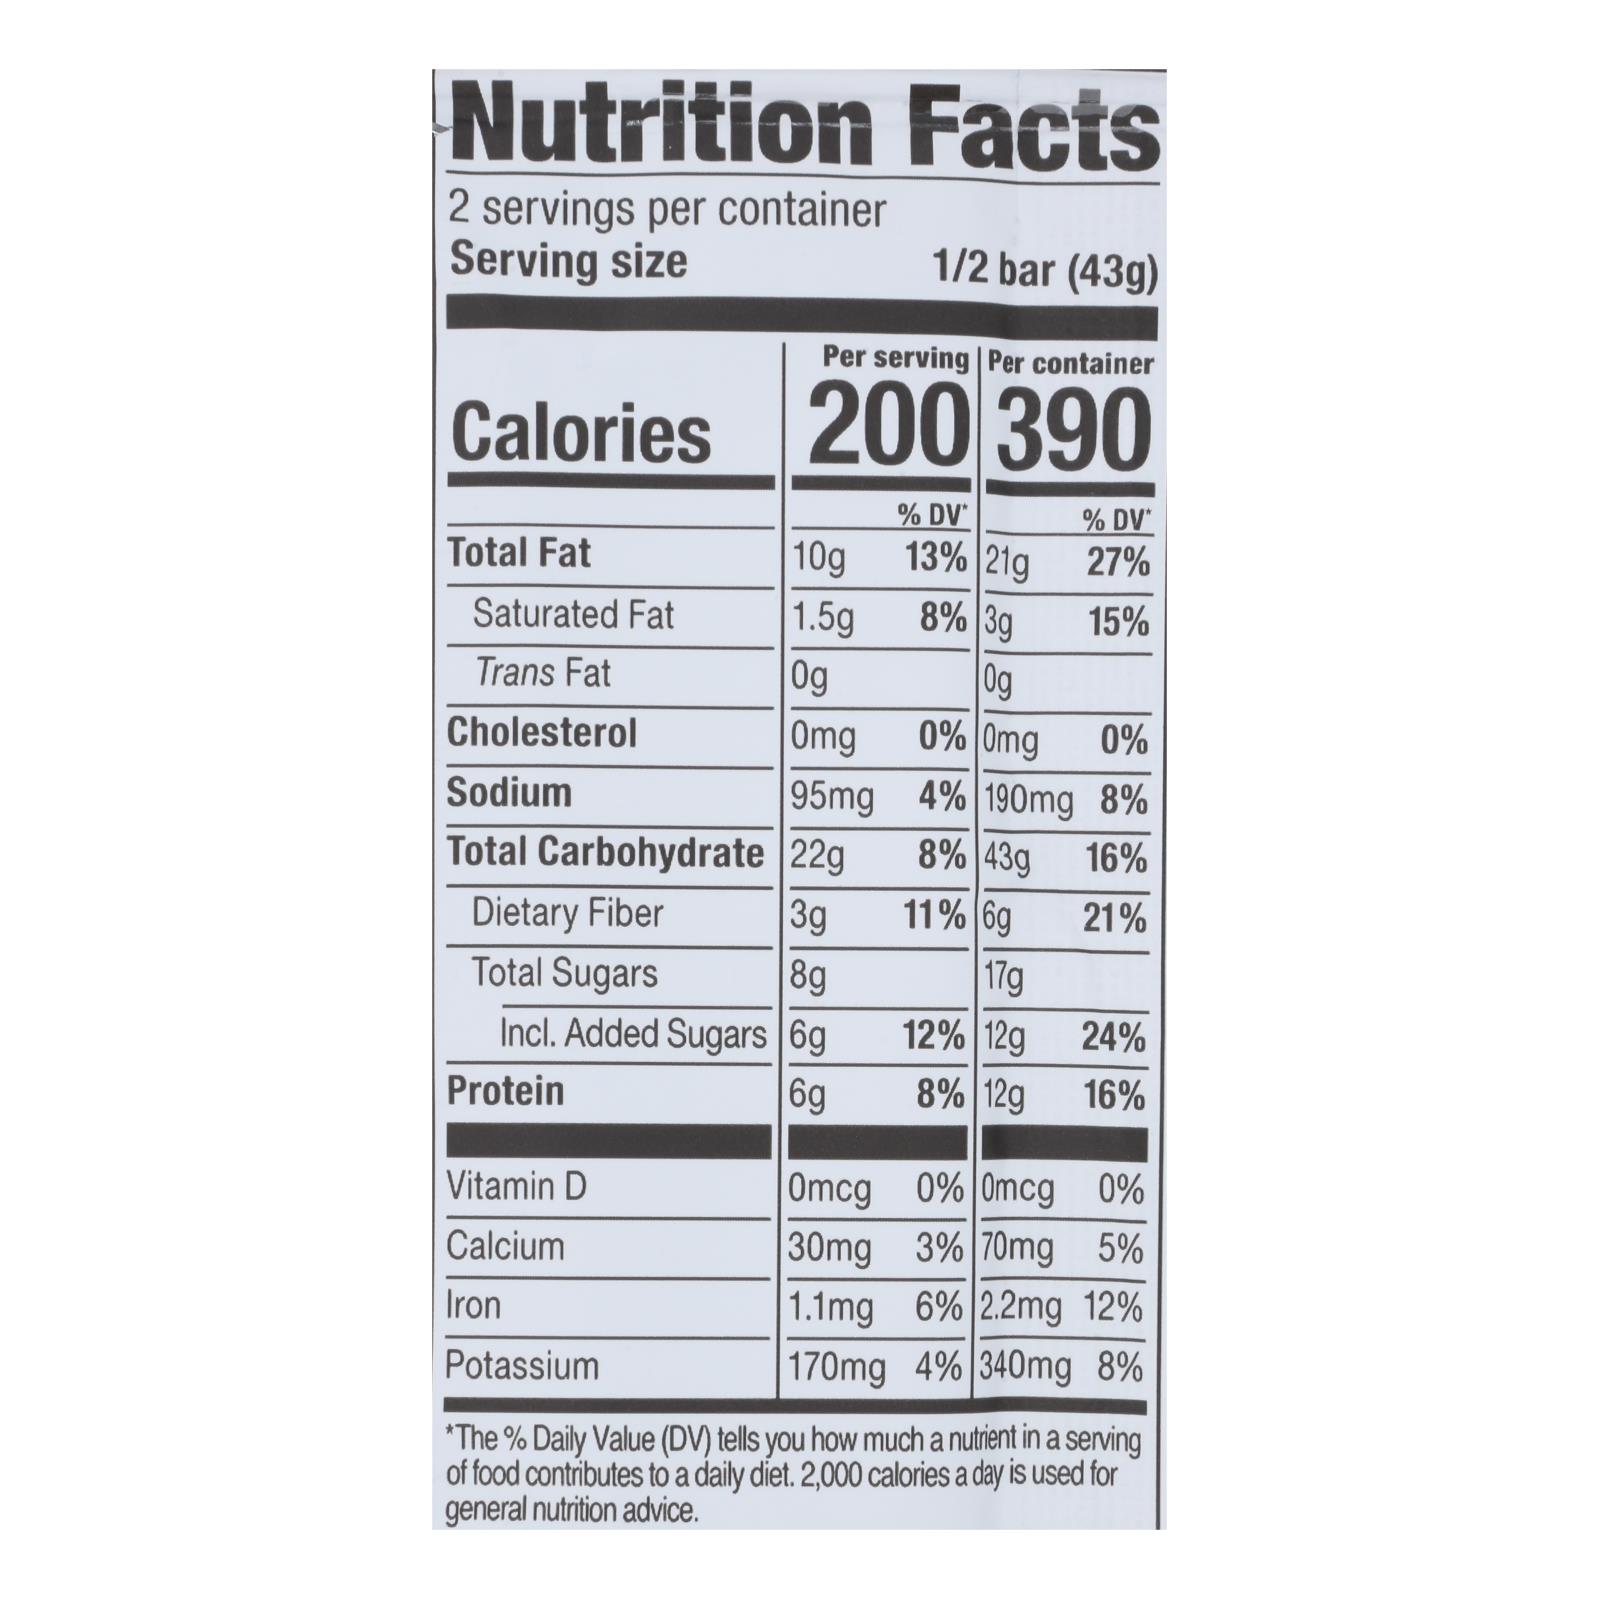 Nutrition Facts
2 servings per container
Serving size 1/2 bar (43g)
Per serving Per container
Calories 200 390
% DV* % DV*
Total Fat 10g 13% 21g 27%
Saturated Fat 1.5g 8% 3g 15%
Trans Fat 0g 0g
Cholesterol 0mg 0% 0mg 0%
Sodium 95mg 4% 190mg 8%
Total Carbohydrate 22g 8% 43g 16%
Dietary Fiber 3g 11% 6g 21%
Total Sugars 8g 17g
Incl. Added Sugars 6g 12% 12g 24%
Protein 6g 8% 12g 16%
Vitamin D 0mcg 0% 0mcg 0%
Calcium 30mg 3% 70mg 5%
Iron 1.1mg 6% 2.2mg 12%
Potassium 170mg 4% 340mg 8%
*The % Daily Value (DV) tells you how much a nutrient in a serving
of food contributes to a daily diet. 2,000 calories a day is used for
general nutrition advice.